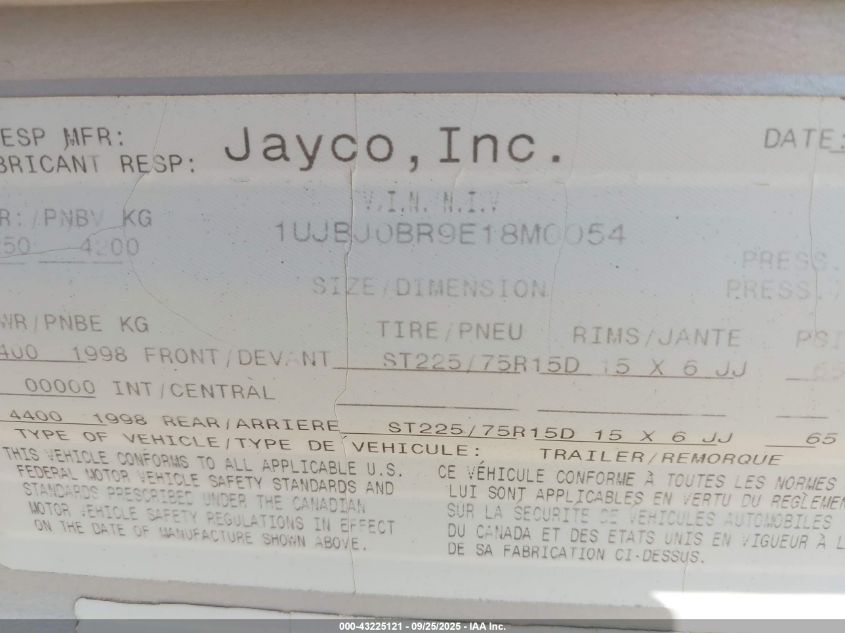 ESP MFR: Jayco, Inc. DATE:
BRICANT RESP:
V.I.N. N.I.V
R:/PNBV KG 1UJBJ0BR9E18M0054
250 4200 PRESS.
SIZE/DIMENSION PRESS./
WR/PNBE KG TIRE/PNEU RIMS/JANTE PSI
4400 1998 FRONT/DEVANT ST225/75R15D 15 X 6 JJ 65
00000 INT/CENTRAL
4400 1998 REAR/ARRIERE ST225/75R15D 15 X 6 JJ 65
TYPE OF VEHICLE/TYPE DE VEHICULE: TRAILER/REMORQUE
THIS VEHICLE CONFORMS TO ALL APPLICABLE U.S.
FEDERAL MOTOR VEHICLE SAFETY STANDARDS AND
STANDARDS PRESCRIBED UNDER THE CANADIAN
MOTOR VEHICLE SAFETY REGULATIONS IN EFFECT
ON THE DATE OF MANUFACTURE SHOWN ABOVE.
CE VÉHICULE CONFORME À TOUTES LES NORMES
LUI SONT APPLICABLES EN VERTU DU REGLEMEN
SUR LA SECURITE DE VEHICULES AUTOMOBILES
DU CANADA ET DES ETATS UNIS EN VIGUEUR À L
DE SA FABRICATION CI-DESSUS.
000-43225121 - 09/25/2025 - IAA Inc.